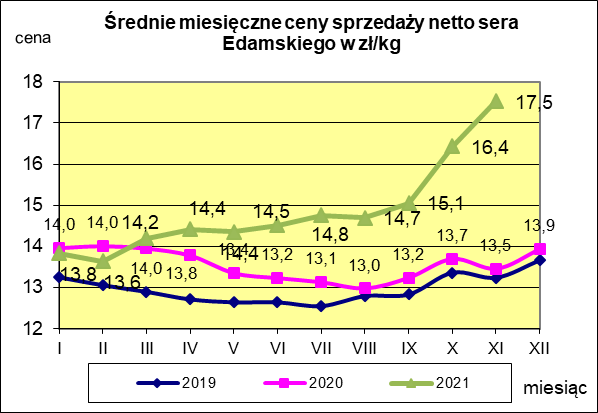 Średnie miesięczne ceny sprzedaży netto sera
Edamskiego w zł/kg
cena
18
17
16
15
14
13
12
17,5
16,4
14,0 14,0 14,2 14,4 14,5 14,8 14,7 15,1
13,8 13,6 14,0 13,8 13,4 14,4 13,2 13,1 13,0 13,2 13,7 13,5 13,9
I II III IV V VI VII VIII IX X XI XII
2019 2020 2021
miesiąc